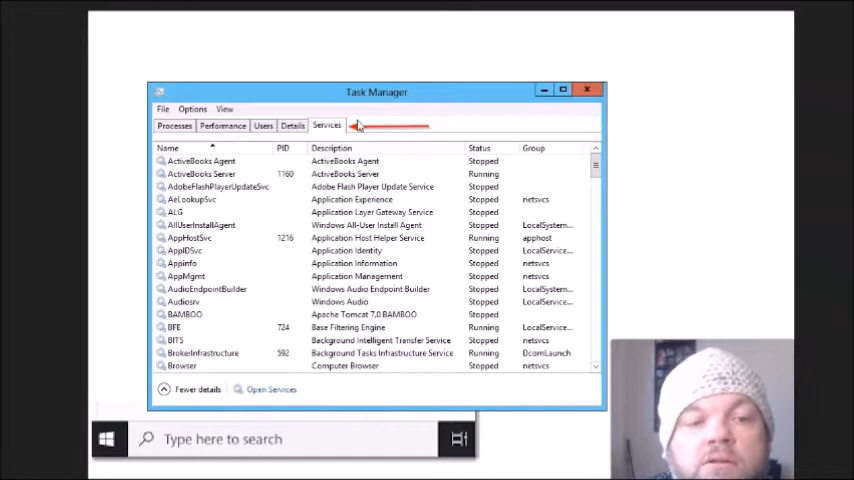 Task Manager
File Options View
Processes Performance Users Details Services
Name PID Description Status Group
ActiveBooks Agent ActiveBooks Agent Stopped
ActiveBooks Server 1160 ActiveBooks Server Running
AdobeFlashPlayerUpdateSvc Adobe Flash Player Update Service Stopped
AeLookupSvc Application Experience Stopped netsvcs
ALG Application Layer Gateway Service Stopped
AllUserInstallAgent Windows All-User Install Agent Stopped LocalSystem...
AppHostSvc 1216 Application Host Helper Service Running apphost
AppIDSvc Application Identity Stopped LocalService...
Appinfo Application Information Stopped netsvcs
AppMgmt Application Management Stopped netsvcs
AudioEndpointBuilder Windows Audio Endpoint Builder Stopped LocalSystem...
Audiosrv Windows Audio Stopped LocalService...
BAMBOO Apache Tomcat 7.0 BAMBOO Stopped
BFE 724 Base Filtering Engine Running LocalService...
BITS Background Intelligent Transfer Service Stopped netsvcs
BrokerInfrastructure 592 Background Tasks Infrastructure Service Running DcomLaunch
Browser Computer Browser Stopped netsvcs
Fewer details Open Services
Type here to search